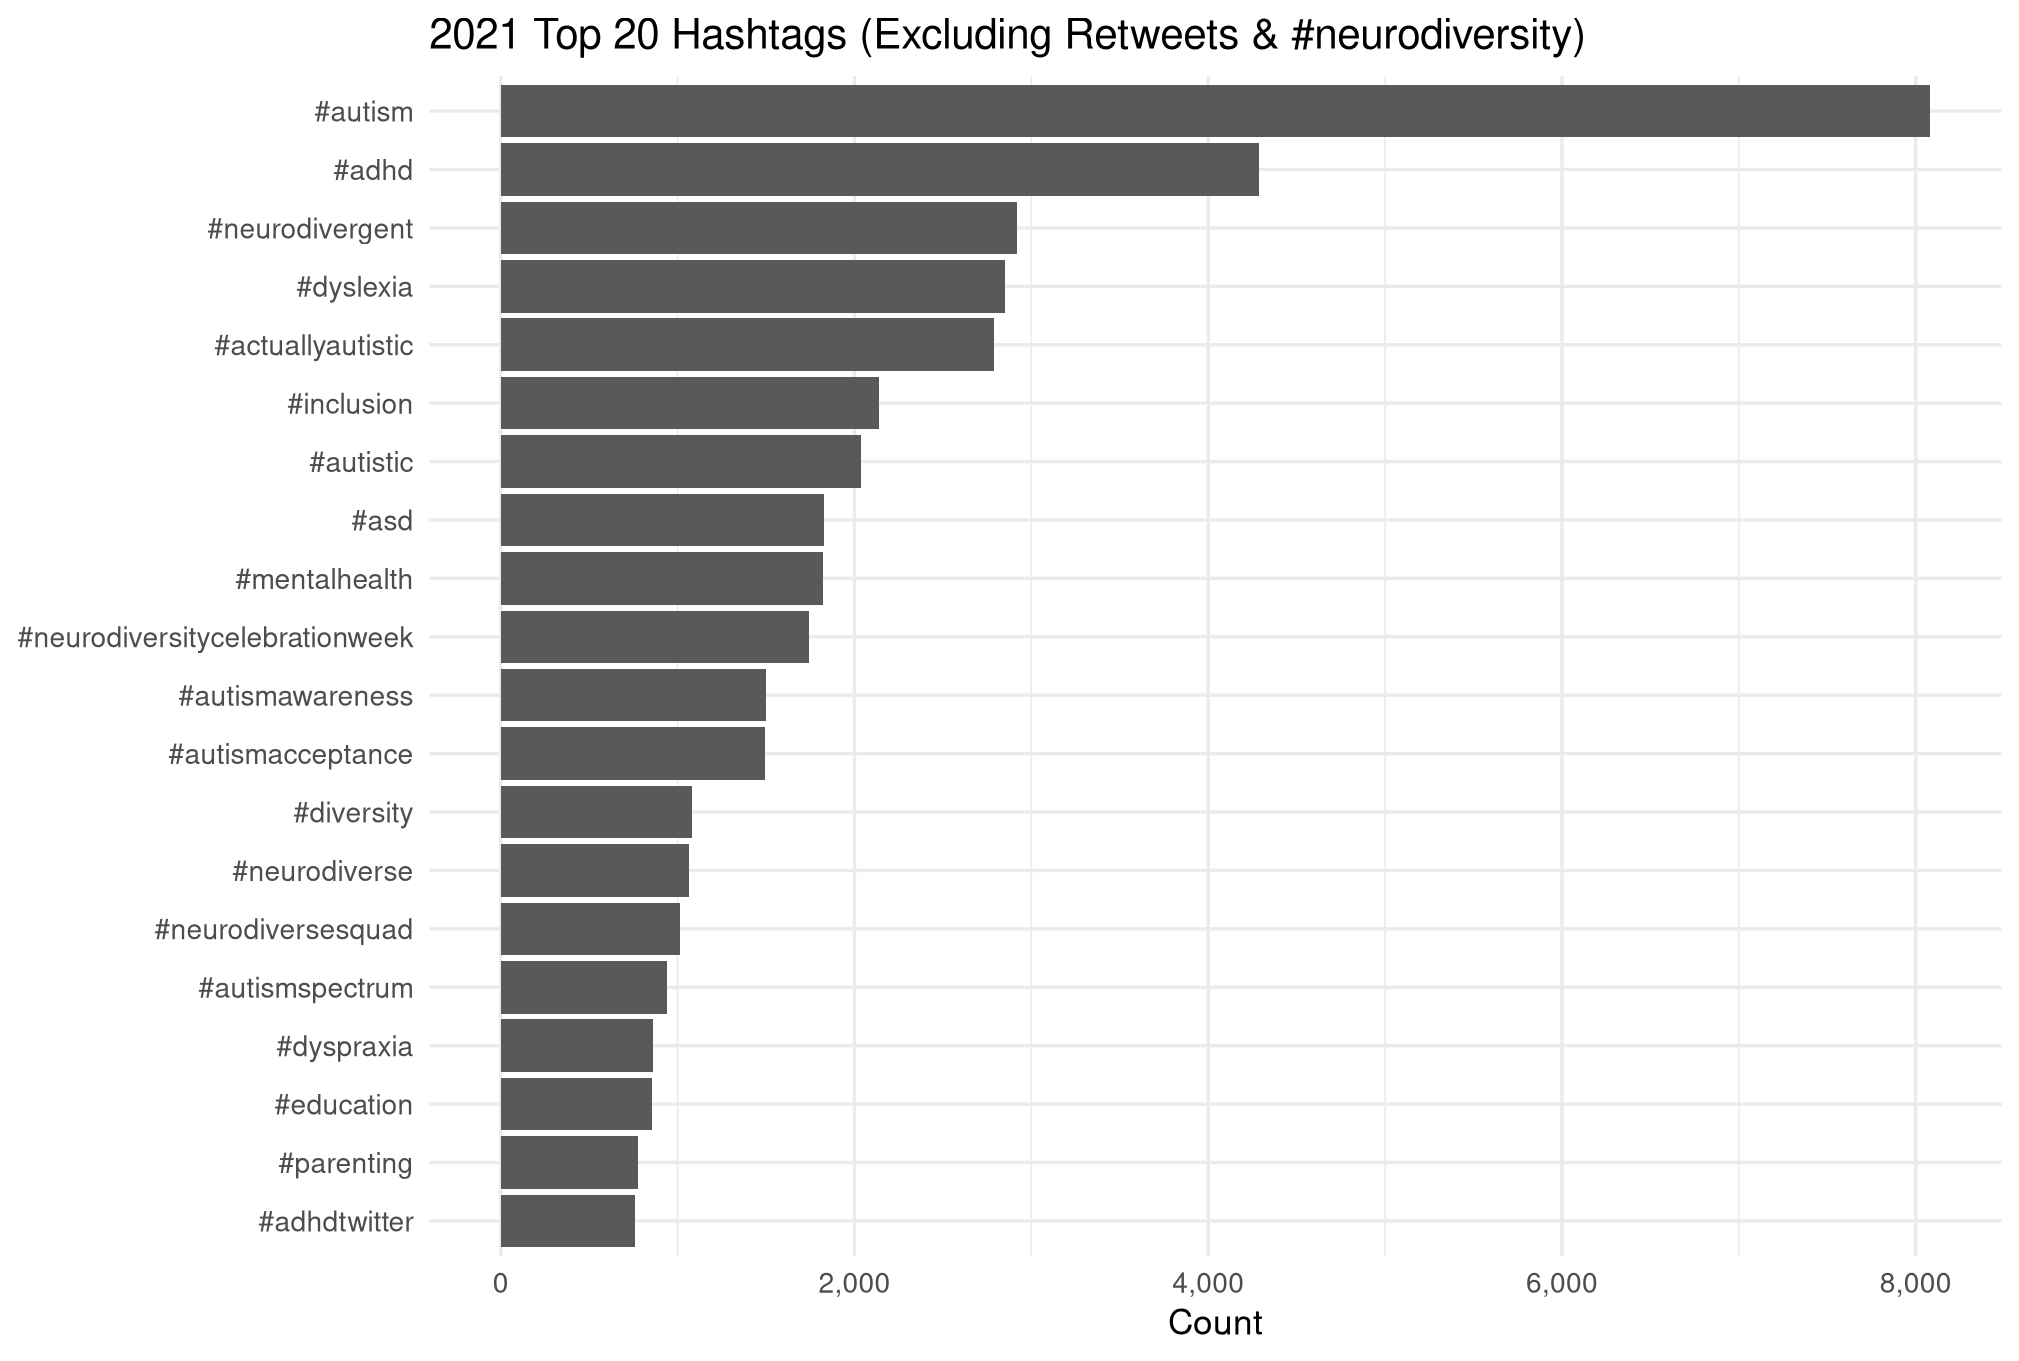 2021 Top 20 Hashtags (Excluding Retweets & #neurodiversity)
#autism
#adhd
#neurodivergent
#dyslexia
#actuallyautistic
#inclusion
#autistic
#asd
#mentalhealth
#neurodiversitycelebrationweek
#autismawareness
#autismacceptance
#diversity
#neurodiverse
#neurodiversesquad
#autismspectrum
#dyspraxia
#education
#parenting
#adhdtwitter
0 2,000 4,000 6,000 8,000
Count